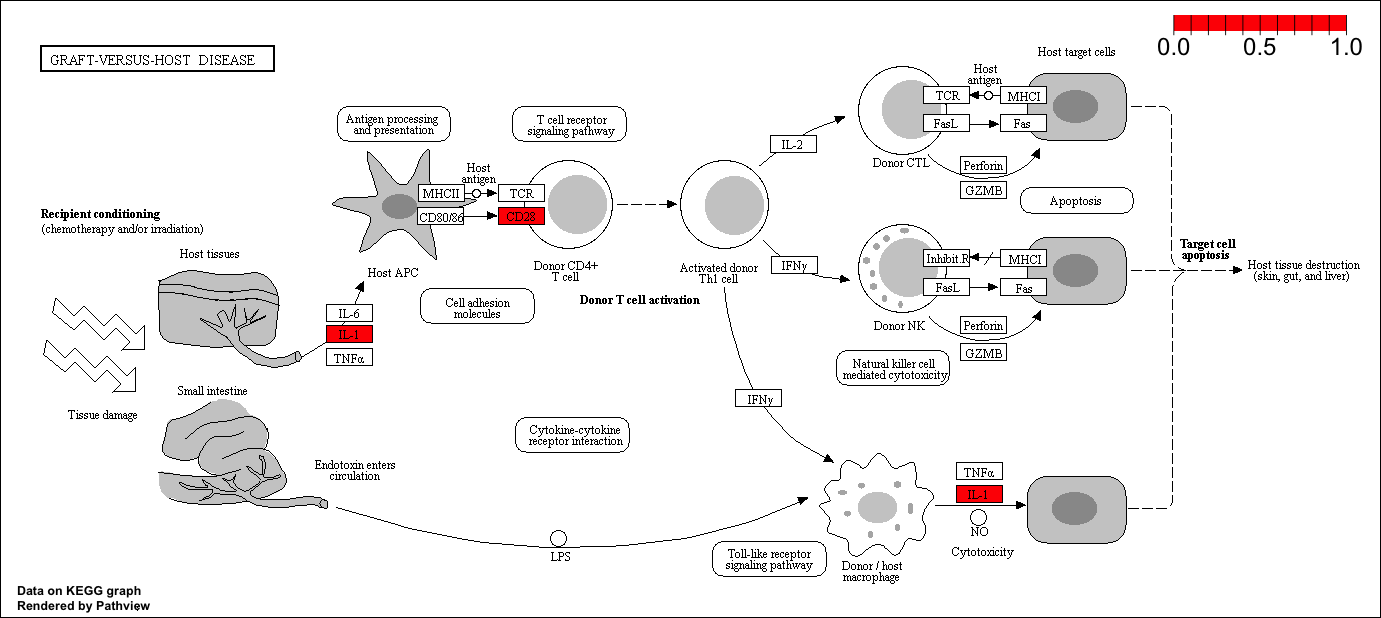 GRAFT-VERSUS-HOST DISEASE
0.0 0.5 1.0
Host target cells
Antigen processing
and presentation
T cell receptor
signaling pathway
Host
antigen
TCR
MHCI
FasL
Fas
IL-2
Donor CTL
Perforin
GZMB
Apoptosis
Host
antigen
MHCII
TCR
CD80/86
CD28
Recipient conditioning
(chemotherapy and/or irradiation)
Host tissues
Host APC
Donor CD4+
T cell
Activated donor
Th1 cell
Donor T cell activation
Cell adhesion
molecules
IFNγ
Inhibit.R
MHCI
FasL
Fas
Donor NK
Perforin
GZMB
Target cell
apoptosis
Host tissue destruction
(skin, gut, and liver)
Natural killer cell
mediated cytotoxicity
IL-6
IL-1
TNFα
Tissue damage
Small intestine
IFNγ
Cytokine-cytokine
receptor interaction
Endotoxin enters
circulation
LPS
Toll-like receptor
signaling pathway
Donor / host
macrophage
TNFα
IL-1
NO
Cytotoxicity
Data on KEGG graph
Rendered by Pathview